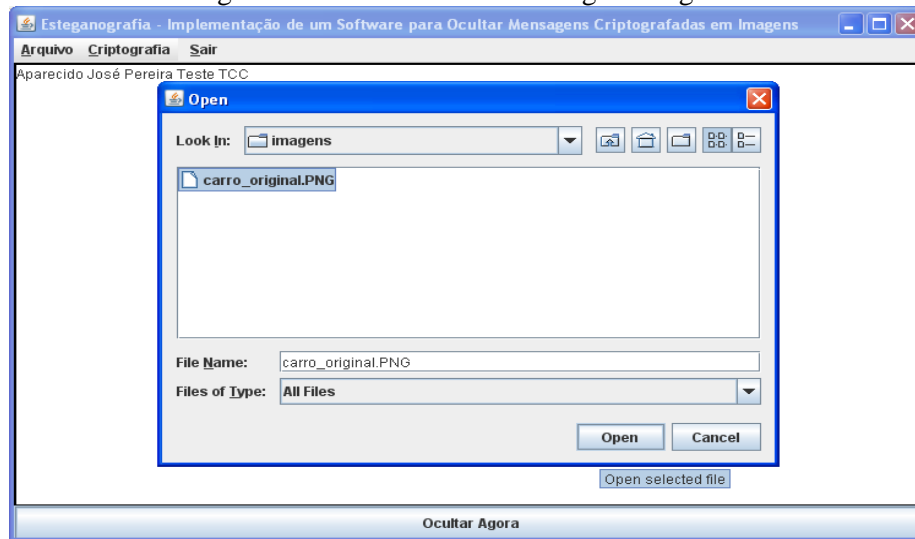 Esteganografia - Implementação de um Software para Ocultar Mensagens Criptografadas em Imagens
Arquivo Criptografia Sair
Aparecido José Pereira Teste TCC
Open
Look In: imagens
carro_original.PNG
File Name: carro_original.PNG
Files of Type: All Files
Open Cancel
Open selected file
Ocultar Agora